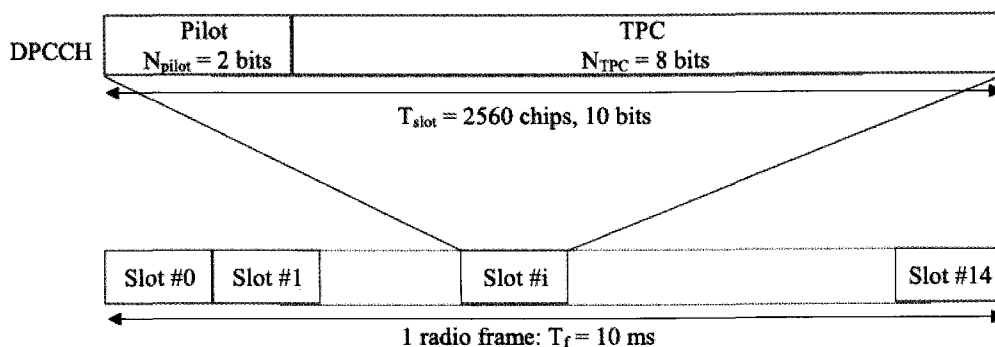 Pilot
TPC
DPCCH
N_pilot = 2 bits
N_TPC = 8 bits
T_slot = 2560 chips, 10 bits
Slot #0
Slot #1
Slot #i
Slot #14
1 radio frame: T_f = 10 ms